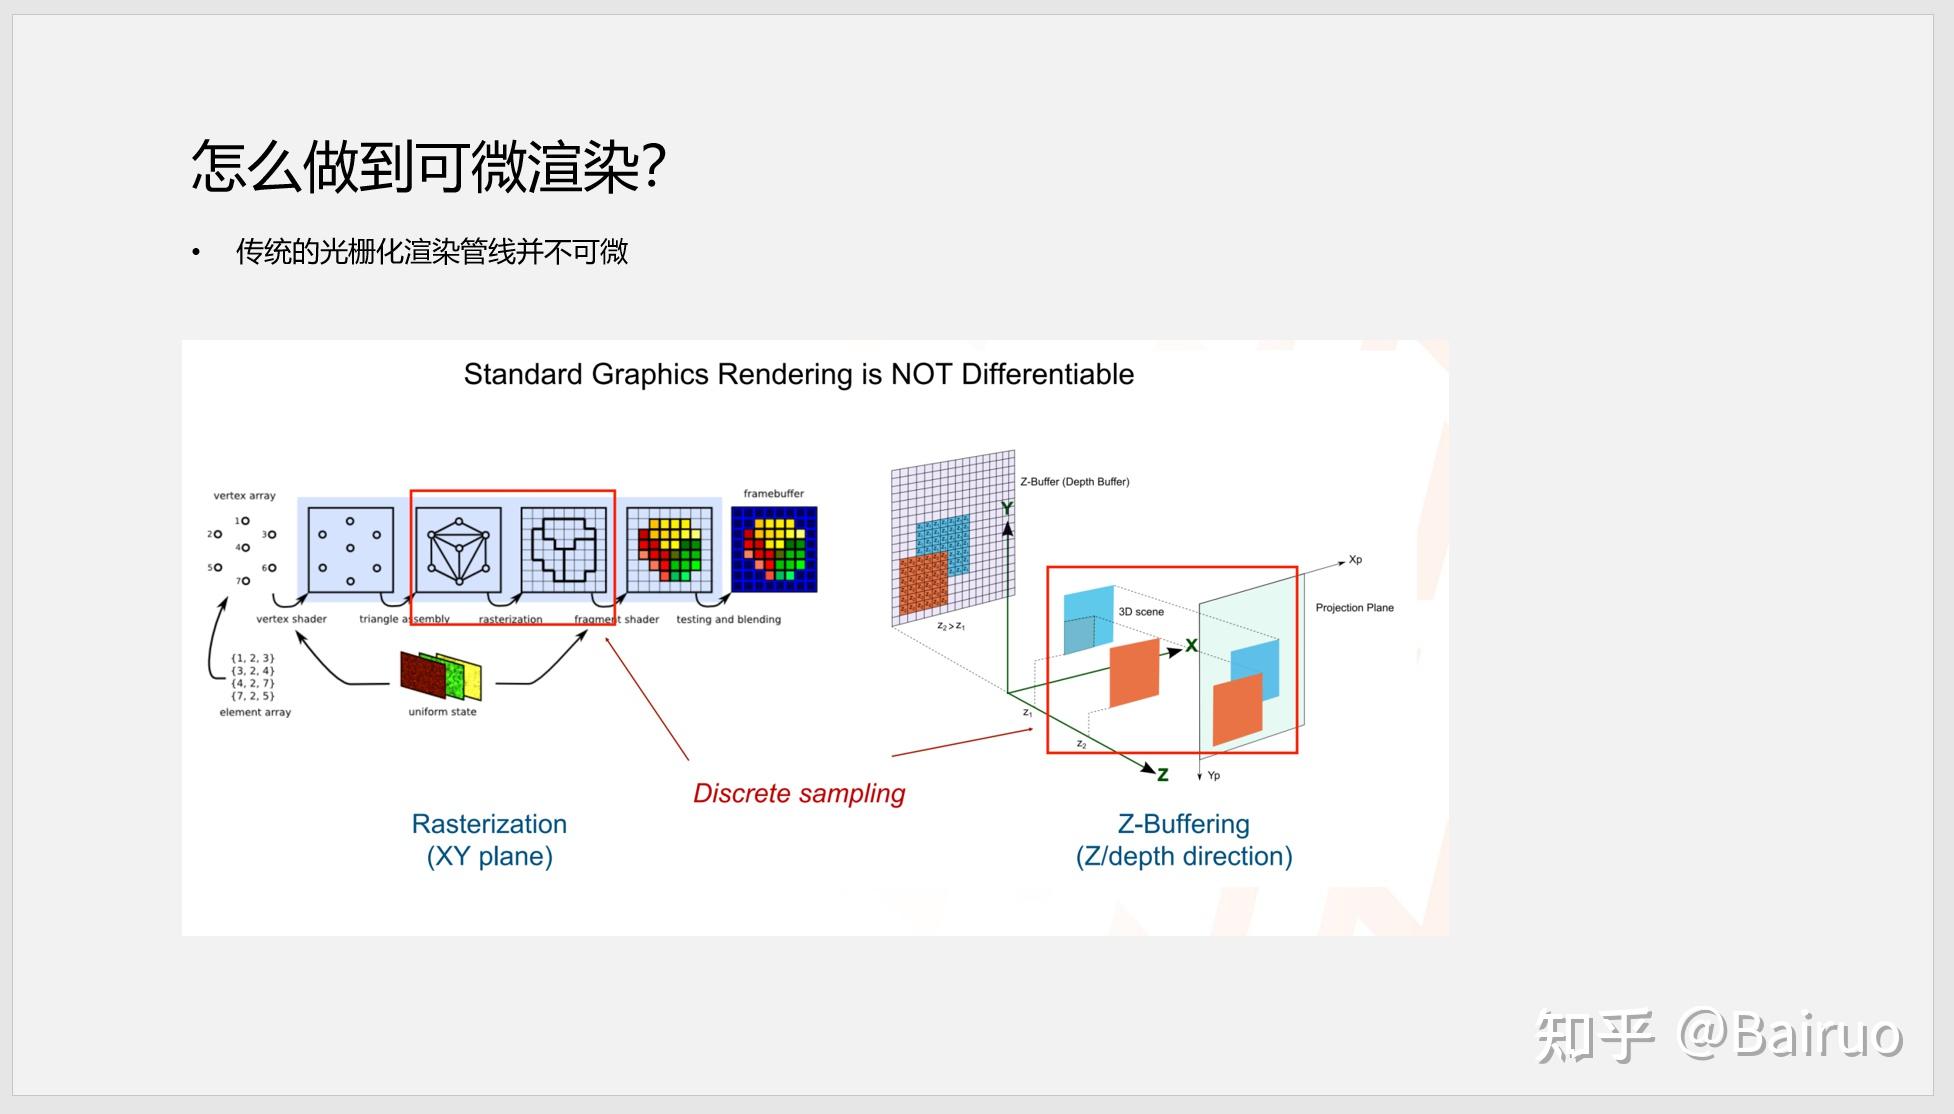 怎么做到可微渲染？
• 传统的光栅化渲染管线并不可微
Standard Graphics Rendering is NOT Differentiable
vertex array
1
2
3
4
5
6
7
framebuffer
vertex shader
triangle assembly
rasterization
fragment shader
testing and blending
{1, 2, 3}
{3, 2, 4}
{4, 2, 7}
{7, 2, 5}
element array
uniform state
Z-Buffer (Depth Buffer)
Y
z₂ > z₁
3D scene
X
Xp
Projection Plane
z₁
z₂
Z
Yp
Discrete sampling
Rasterization
(XY plane)
Z-Buffering
(Z/depth direction)
知乎 @Bairuo